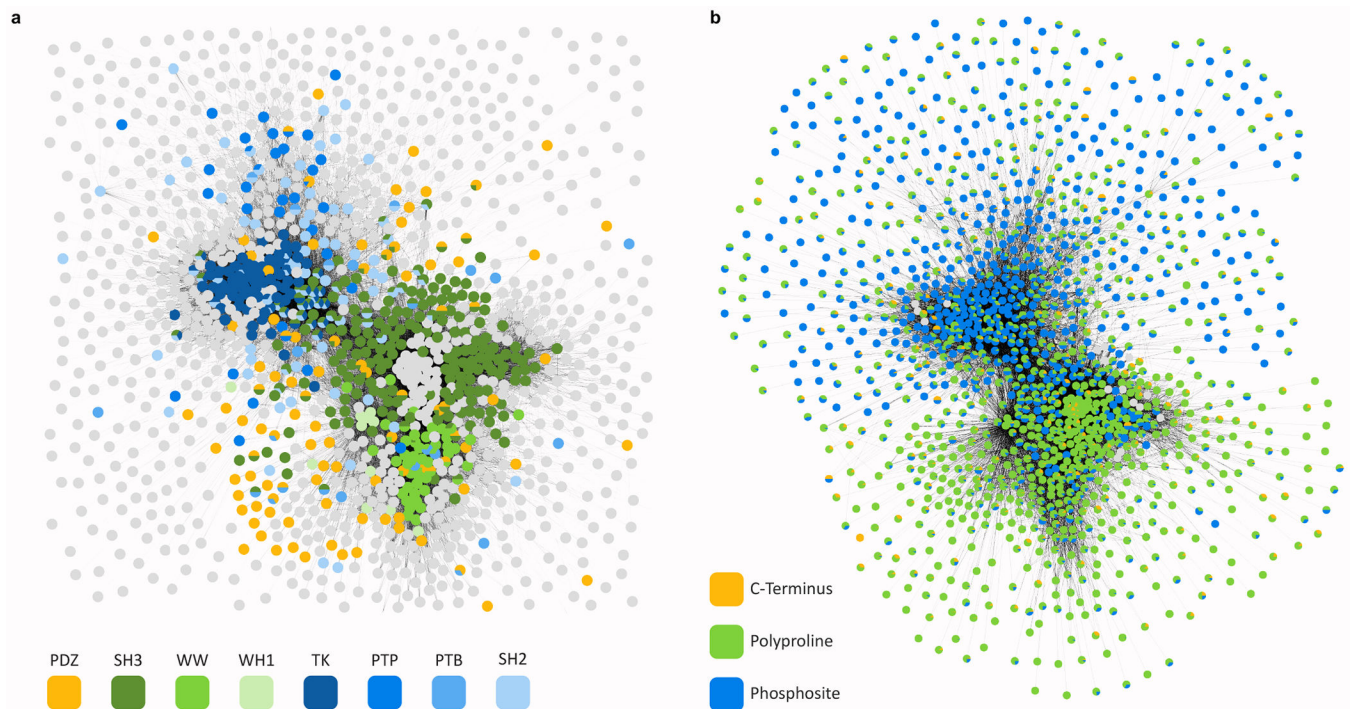 a
b
C-Terminus
Polyproline
Phosphosite
PDZ SH3 WW WH1 TK PTP PTB SH2